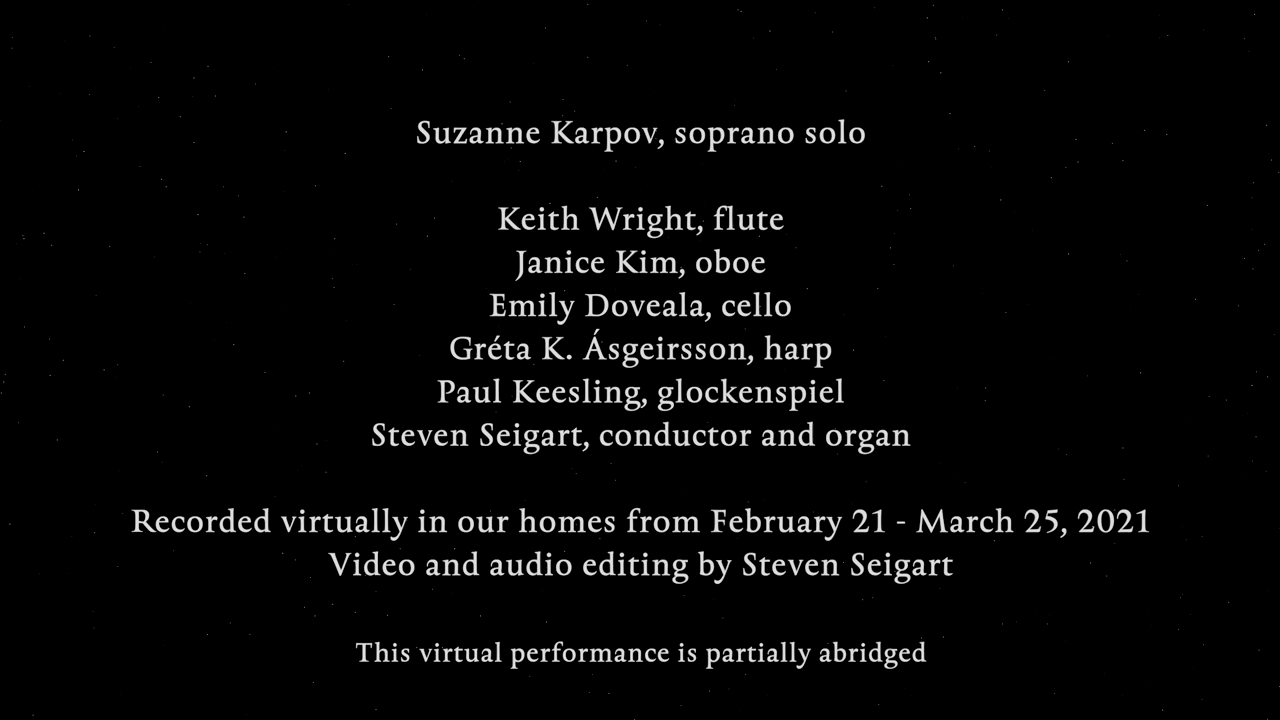 Suzanne Karpov, soprano solo
Keith Wright, flute
Janice Kim, oboe
Emily Doveala, cello
Gréta K. Ásgeirsson, harp
Paul Keesling, glockenspiel
Steven Seigart, conductor and organ
Recorded virtually in our homes from February 21 - March 25, 2021
Video and audio editing by Steven Seigart
This virtual performance is partially abridged